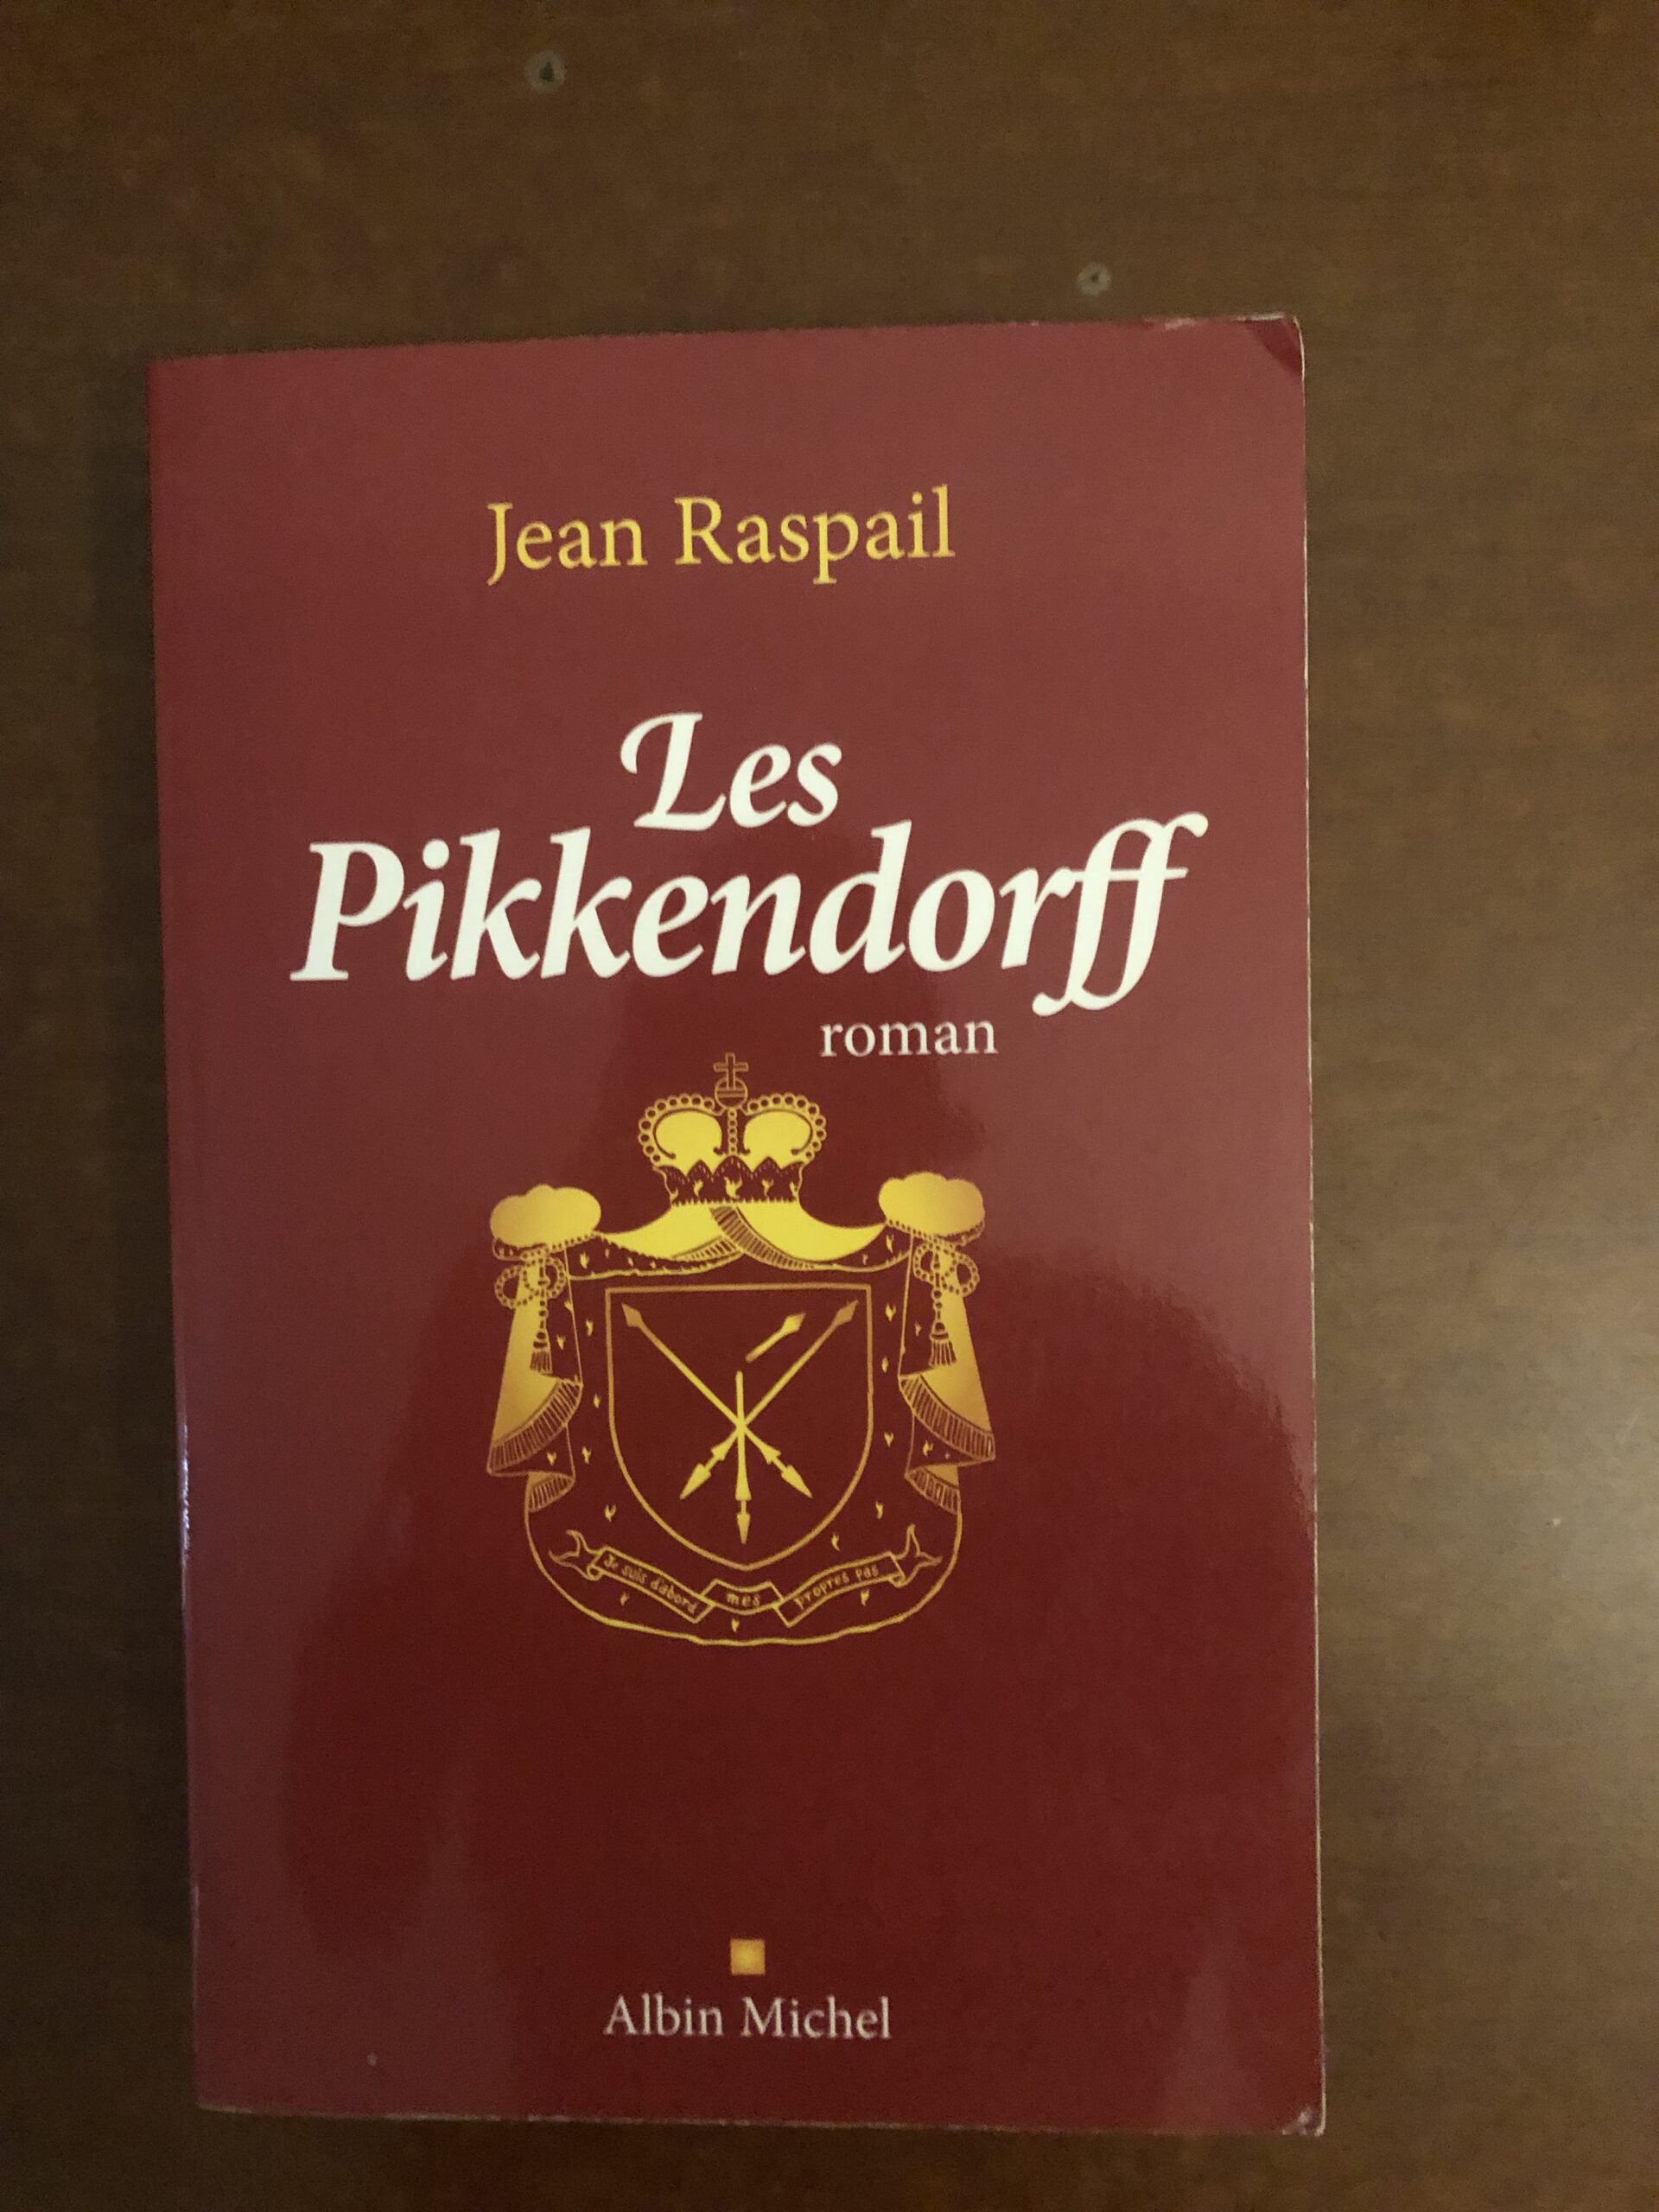 Jean Raspail
Les
Pikkendorff
roman
Je suis d'abord mes propres pas
Albin Michel